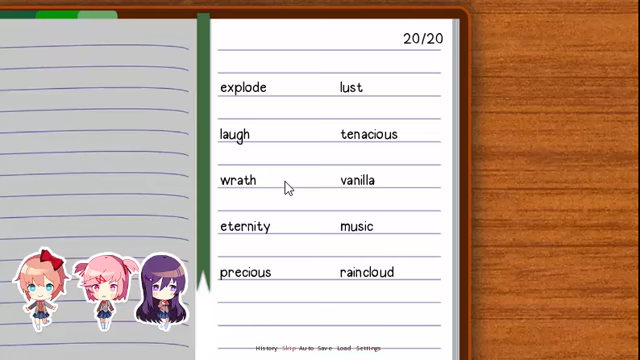 20/20
explode lust
laugh tenacious
wrath vanilla
eternity music
precious raincloud
History Skip Auto Save Load Settings